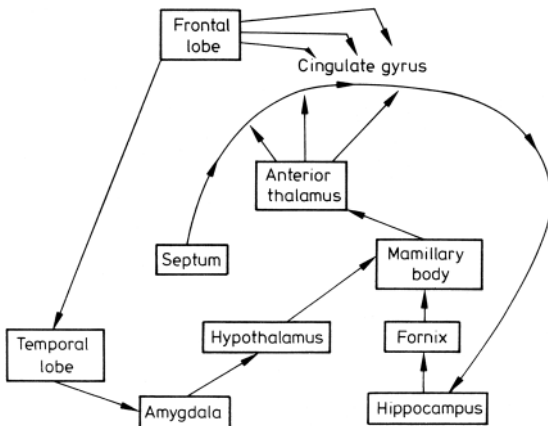 Frontal
lobe
Cingulate gyrus
Anterior
thalamus
Septum
Mamillary
body
Hypothalamus
Fornix
Temporal
lobe
Amygdala
Hippocampus